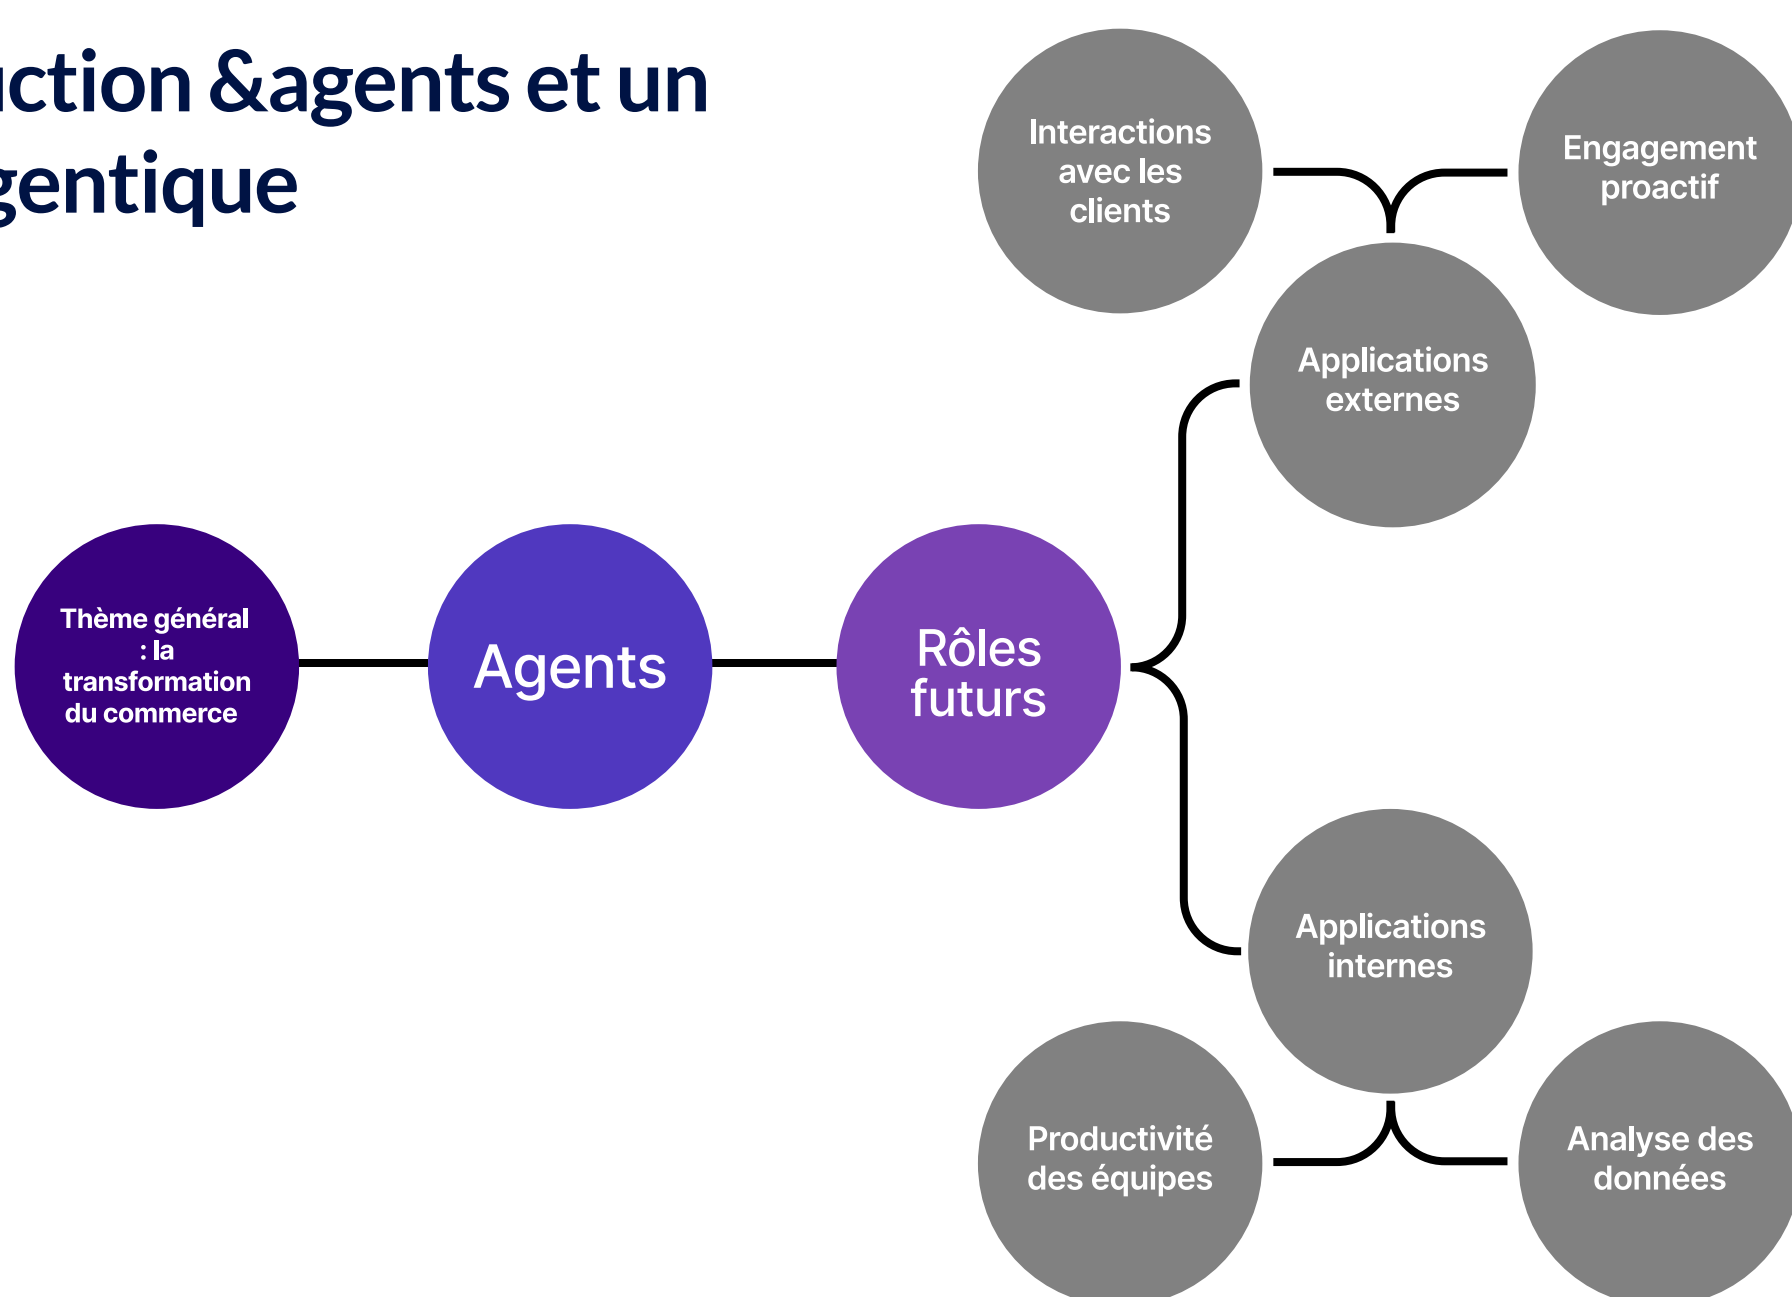 uction &agents et un
gentique
Interactions
avec les
clients
Engagement
proactif
Applications
externes
Thème général
: la
transformation
du commerce
Agents
Rôles
futurs
Applications
internes
Productivité
des équipes
Analyse des
données